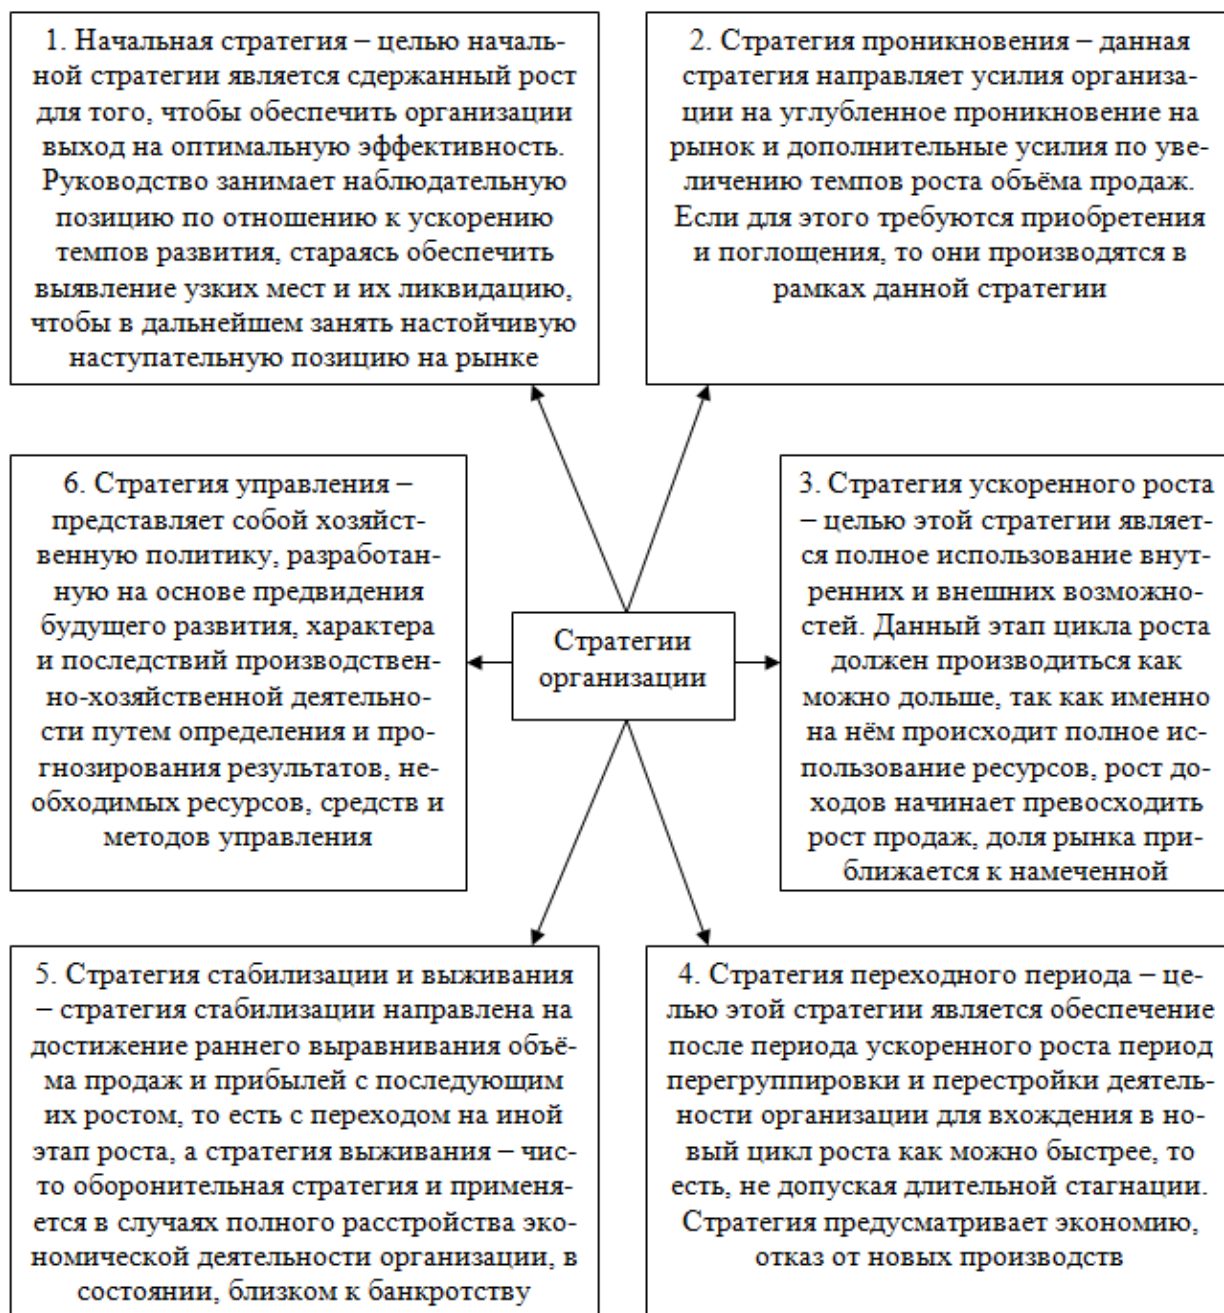 1. Начальная стратегия – целью началь-
ной стратегии является сдержанный рост
для того, чтобы обеспечить организации
выход на оптимальную эффективность.
Руководство занимает наблюдательную
позицию по отношению к ускорению
темпов развития, стараясь обеспечить
выявление узких мест и их ликвидацию,
чтобы в дальнейшем занять настойчивую
наступательную позицию на рынке
2. Стратегия проникновения – данная
стратегия направляет усилия организа-
ции на углубленное проникновение на
рынок и дополнительные усилия по уве-
личению темпов роста объёма продаж.
Если для этого требуются приобретения
и поглощения, то они производятся в
рамках данной стратегии
6. Стратегия управления –
представляет собой хозяйст-
венную политику, разработан-
ную на основе предвидения
будущего развития, характера
и последствий производствен-
но-хозяйственной деятельно-
сти путем определения и про-
гнозирования результатов, не-
обходимых ресурсов, средств и
методов управления
Стратегии
организации
3. Стратегия ускоренного роста
– целью этой стратегии являет-
ся полное использование внут-
ренних и внешних возможно-
стей. Данный этап цикла роста
должен производиться как
можно дольше, так как именно
на нём происходит полное ис-
пользование ресурсов, рост до-
ходов начинает превосходить
рост продаж, доля рынка при-
ближается к намеченной
5. Стратегия стабилизации и выживания
– стратегия стабилизации направлена на
достижение раннего выравнивания объё-
ма продаж и прибылей с последующим
их ростом, то есть с переходом на иной
этап роста, а стратегия выживания – чис-
то оборонительная стратегия и применя-
ется в случаях полного расстройства эко-
номической деятельности организации, в
состоянии, близком к банкротству
4. Стратегия переходного периода – це-
лью этой стратегии является обеспечение
после периода ускоренного роста период
перегруппировки и перестройки деятель-
ности организации для вхождения в но-
вый цикл роста как можно быстрее, то
есть, не допуская длительной стагнации.
Стратегия предусматривает экономию,
отказ от новых производств